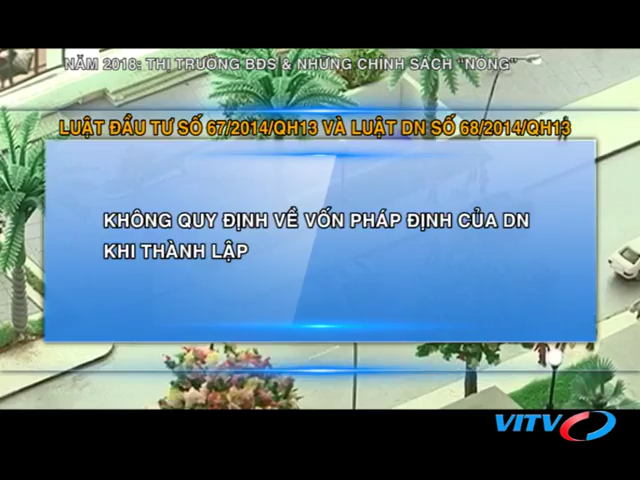 NĂM 2018: THỊ TRƯỜNG BĐS & NHỮNG CHÍNH SÁCH "NÓNG"
LUẬT ĐẦU TƯ SỐ 67/2014/QH13 VÀ LUẬT DN SỐ 68/2014/QH13
KHÔNG QUY ĐỊNH VỀ VỐN PHÁP ĐỊNH CỦA DN
KHI THÀNH LẬP
VITV